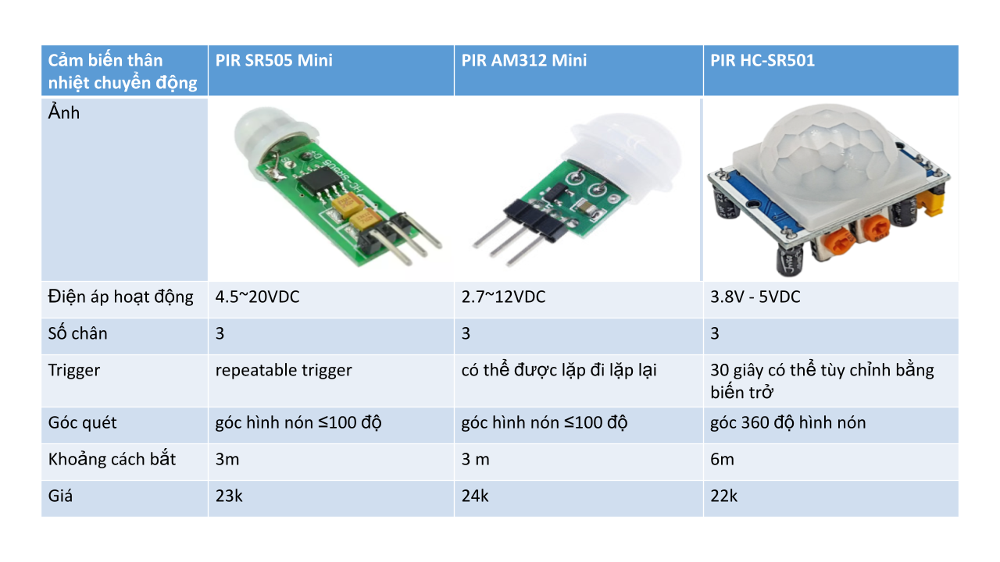 Cảm biến thân
nhiệt chuyển động
PIR SR505 Mini
PIR AM312 Mini
PIR HC-SR501
Ảnh
HC-SR505
Điện áp hoạt động
4.5~20VDC
2.7~12VDC
3.8V - 5VDC
Số chân
3
3
3
Trigger
repeatable trigger
có thể được lặp đi lặp lại
30 giây có thể tùy chỉnh bằng
biến trở
Góc quét
góc hình nón ≤100 độ
góc hình nón ≤100 độ
góc 360 độ hình nón
Khoảng cách bắt
3m
3 m
6m
Giá
23k
24k
22k